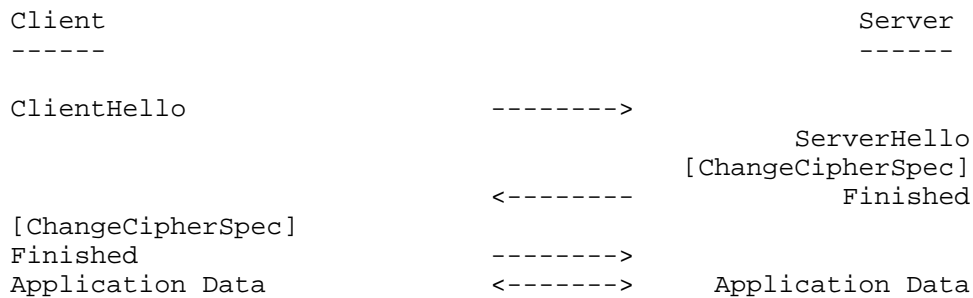 Client Server
------ ------
ClientHello -------->
ServerHello
[ChangeCipherSpec]
<-------- Finished
[ChangeCipherSpec]
Finished -------->
Application Data <-------> Application Data